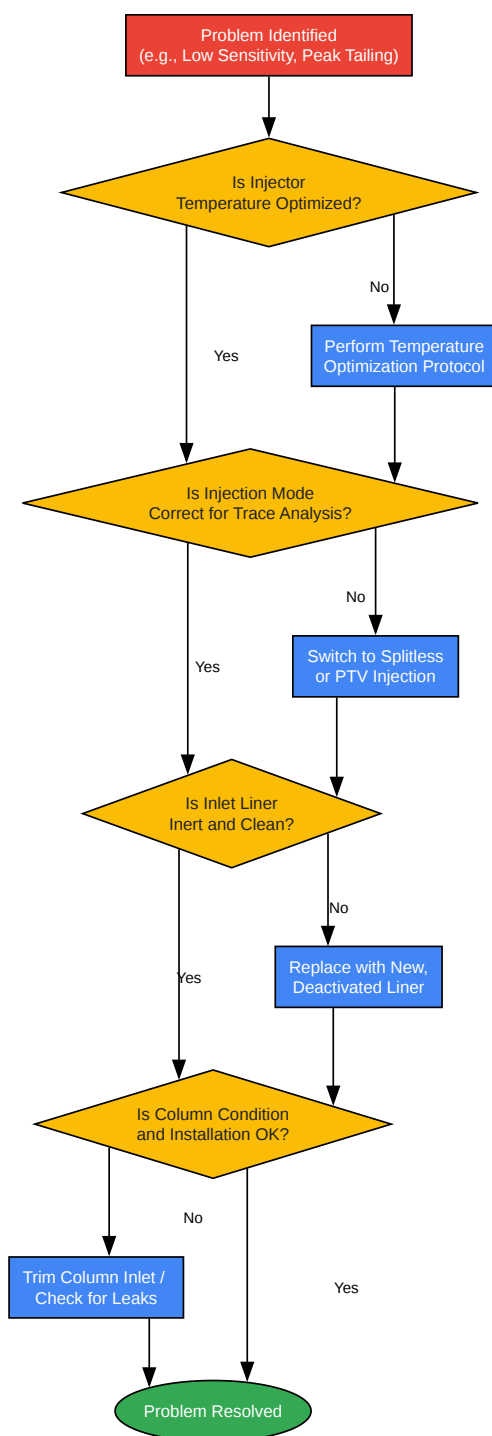 Problem Identified
(e.g., Low Sensitivity, Peak Tailing)
Is Injector
Temperature Optimized?
No
Perform Temperature
Optimization Protocol
Yes
Is Injection Mode
Correct for Trace Analysis?
No
Switch to Splitless
or PTV Injection
Yes
Is Inlet Liner
Inert and Clean?
No
Replace with New,
Deactivated Liner
Yes
Is Column Condition
and Installation OK?
No
Trim Column Inlet /
Check for Leaks
Yes
Problem Resolved